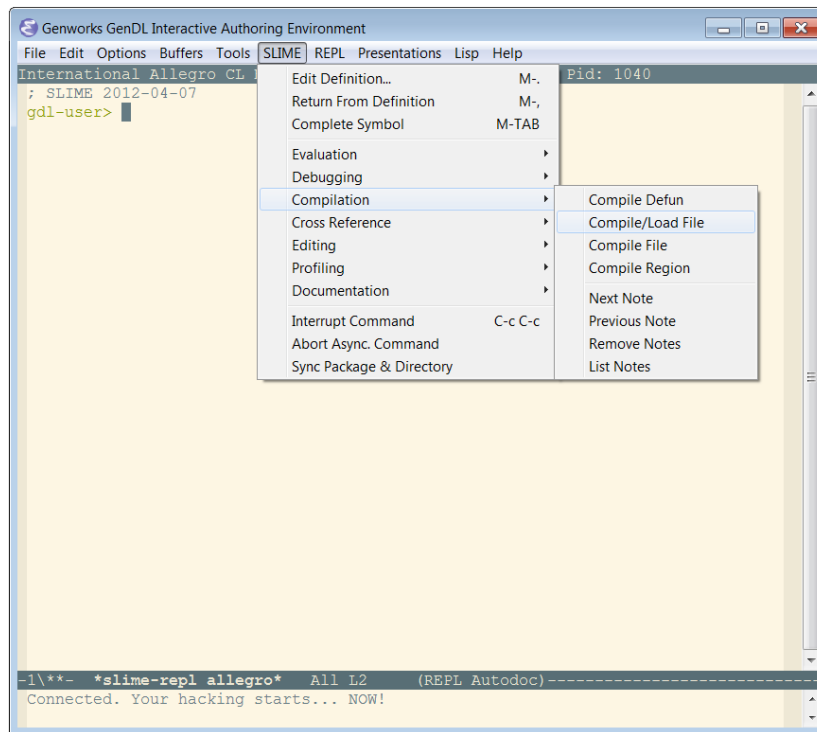 Genworks GenDL Interactive Authoring Environment
File Edit Options Buffers Tools SLIME REPL Presentations Lisp Help
International Allegro CL Pid: 1040
; SLIME 2012-04-07
gdl-user>
Edit Definition... M-.
Return From Definition M-,
Complete Symbol M-TAB
Evaluation
Debugging
Compilation
Cross Reference
Editing
Profiling
Documentation
Interrupt Command C-c C-c
Abort Async. Command
Sync Package & Directory
Compile Defun
Compile/Load File
Compile File
Compile Region
Next Note
Previous Note
Remove Notes
List Notes
-1\**- *slime-repl allegro* All L2 (REPL Autodoc)-----------------------------
Connected. Your hacking starts... NOW!